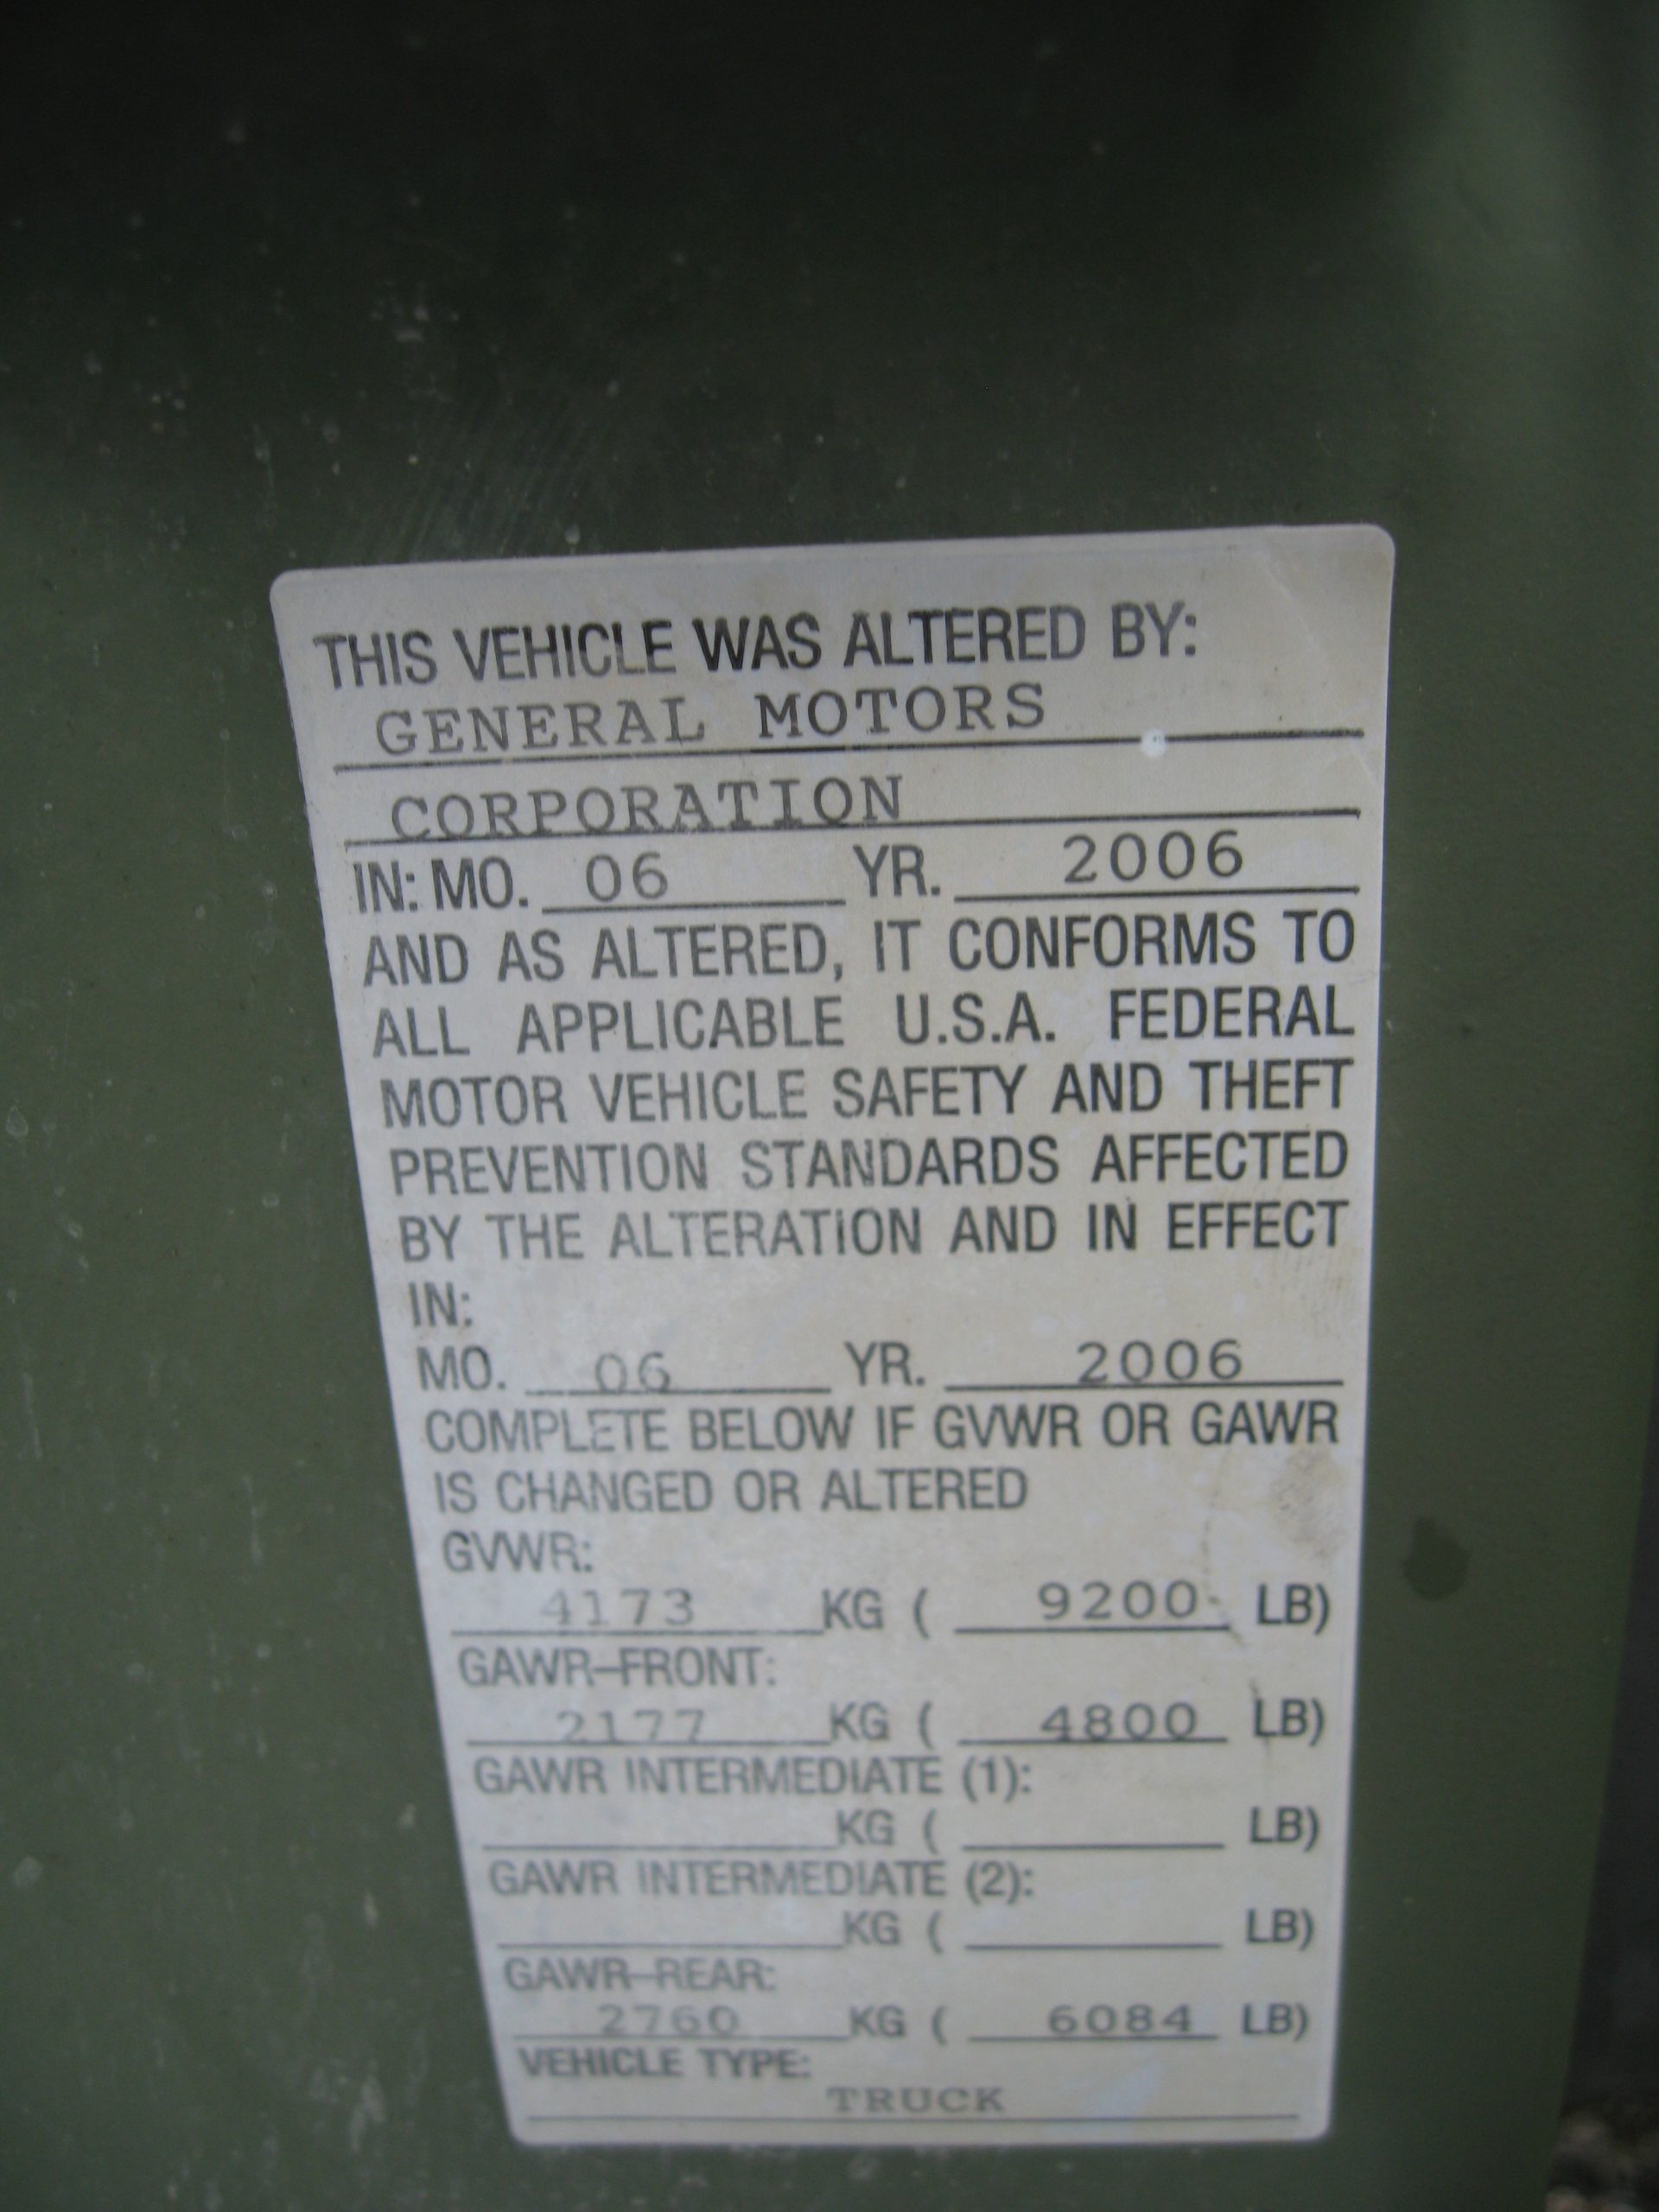 THIS VEHICLE WAS ALTERED BY:
GENERAL MOTORS
CORPORATION
IN: MO. 06 YR. 2006
AND AS ALTERED, IT CONFORMS TO
ALL APPLICABLE U.S.A. FEDERAL
MOTOR VEHICLE SAFETY AND THEFT
PREVENTION STANDARDS AFFECTED
BY THE ALTERATION AND IN EFFECT
IN:
MO. 06 YR. 2006
COMPLETE BELOW IF GVWR OR GAWR
IS CHANGED OR ALTERED
GVWR:
4173 KG ( 9200 LB)
GAWR-FRONT:
2177 KG ( 4800 LB)
GAWR INTERMEDIATE (1):
KG ( LB)
GAWR INTERMEDIATE (2):
KG ( LB)
GAWR-REAR:
2760 KG ( 6084 LB)
VEHICLE TYPE:
TRUCK